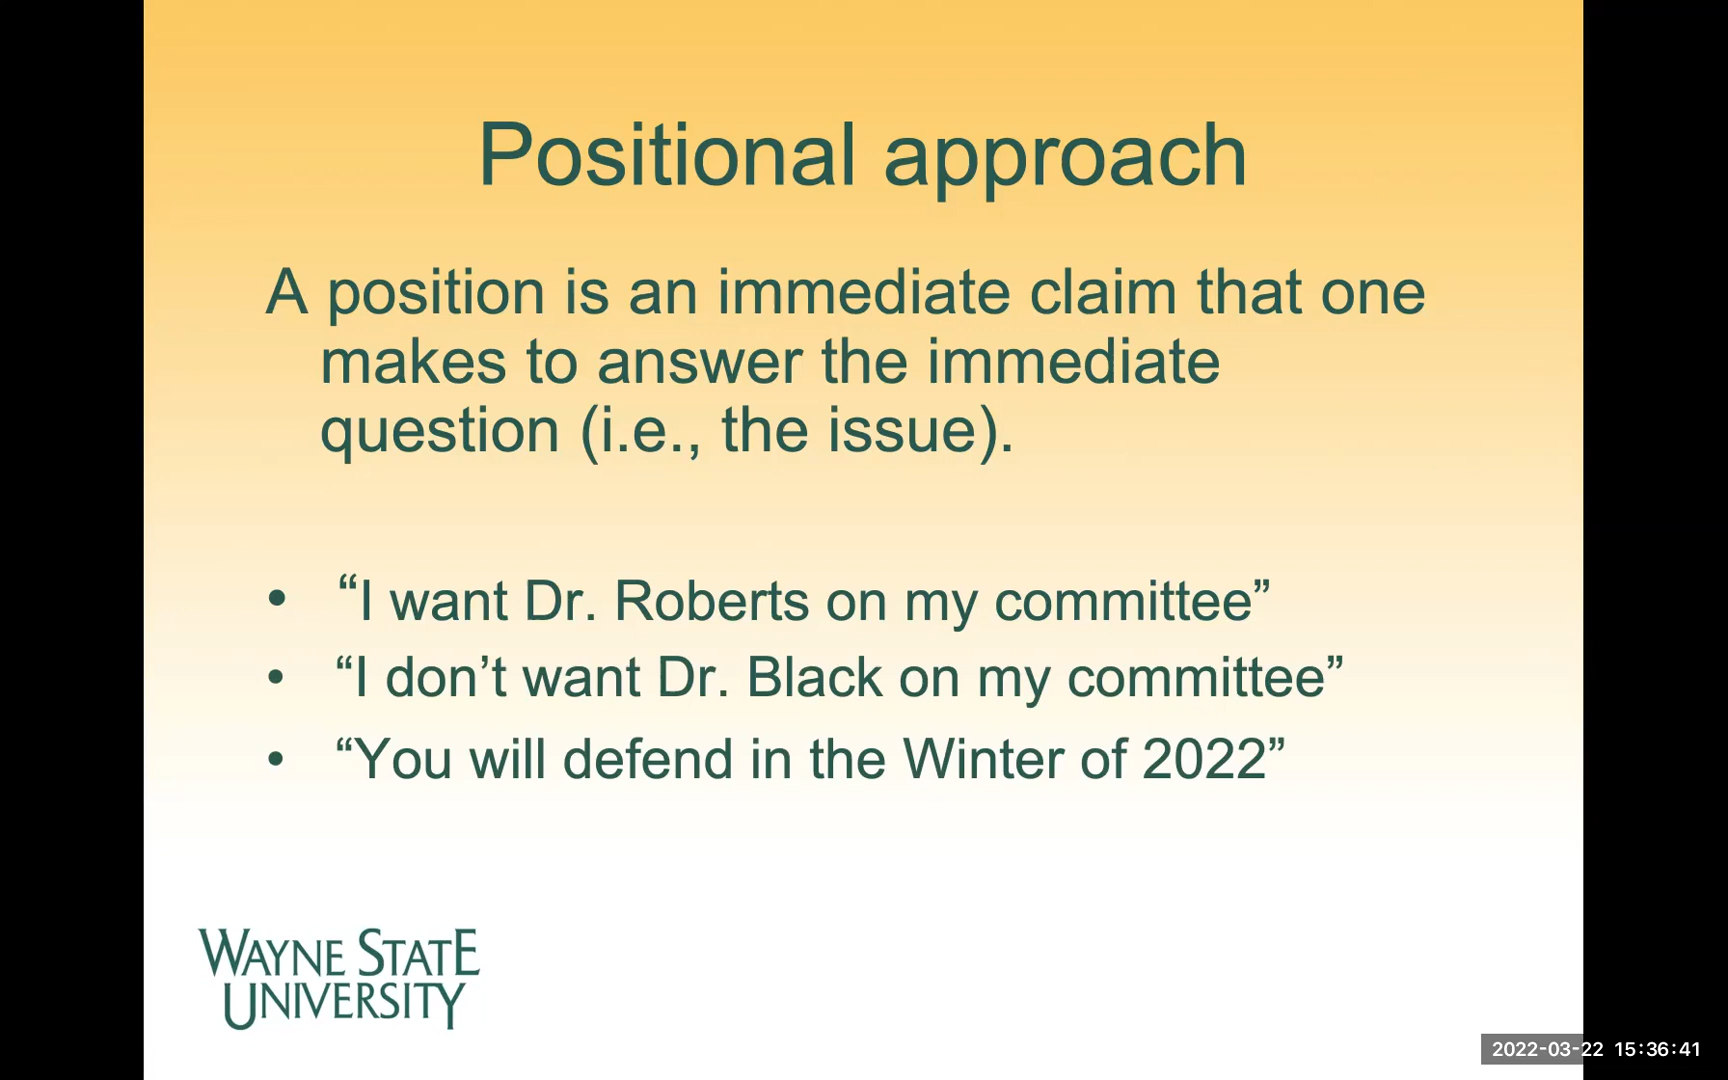 Positional approach
A position is an immediate claim that one
makes to answer the immediate
question (i.e., the issue).
• “I want Dr. Roberts on my committee”
• “I don’t want Dr. Black on my committee”
• “You will defend in the Winter of 2022”
WAYNE STATE
UNIVERSITY
2022-03-22 15:36:41